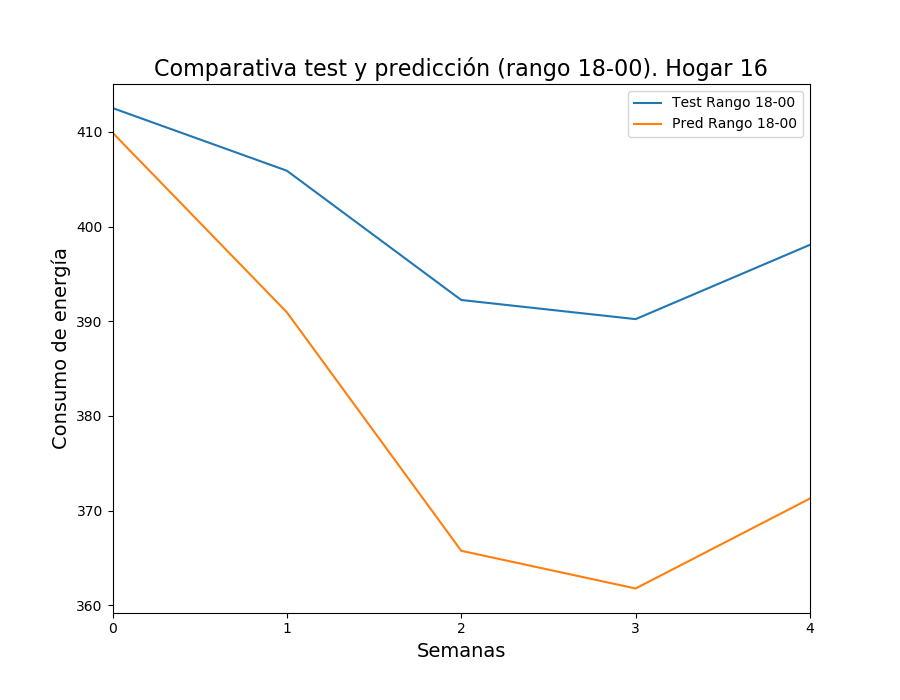 Comparativa test y predicción (rango 18-00). Hogar 16
Test Rango 18-00
Pred Rango 18-00
Consumo de energía
410
400
390
380
370
360
0 1 2 3 4
Semanas